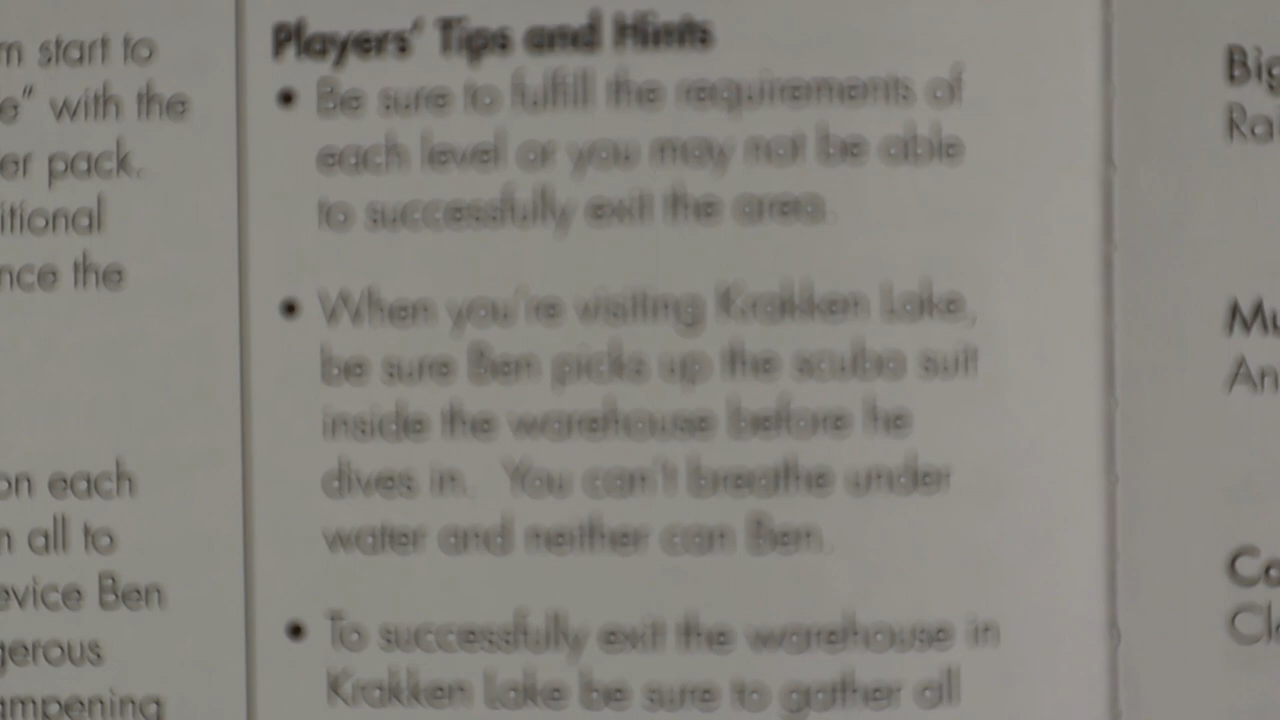 m start to
e" with the
er pack.
itional
nce the
on each
n all to
evice Ben
gerous
ampening
Players' Tips and Hints
• Be sure to fulfill the requirements of
each level or you may not be able
to successfully exit the area.
• When you're visiting Krakken Lake,
be sure Ben picks up the scuba suit
inside the warehouse before he
dives in. You can't breathe under
water and neither can Ben.
• To successfully exit the warehouse in
Krakken Lake be sure to gather all
Big
Ra
Mu
An
Co
Cl